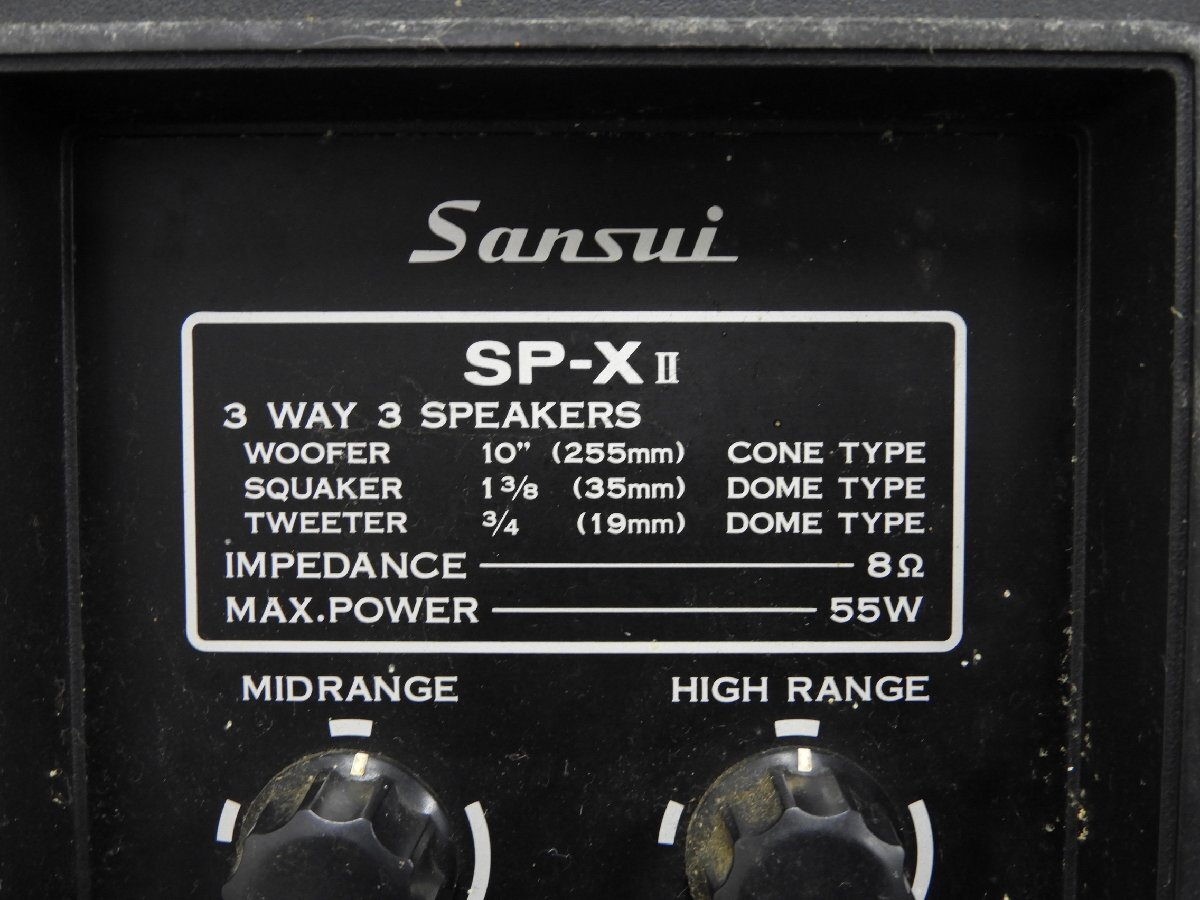 Sansui
SP-X II
3 WAY 3 SPEAKERS
WOOFER 10" (255mm) CONE TYPE
SQUAKER 1 3/8 (35mm) DOME TYPE
TWEETER 3/4 (19mm) DOME TYPE
IMPEDANCE 8Ω
MAX.POWER 55W
MIDRANGE HIGH RANGE